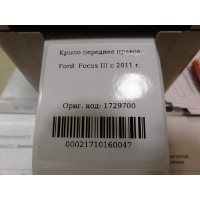 Крыло переднее правое
Ford Focus III с 2011 г.
Ориг. код: 1729700
00021710160047